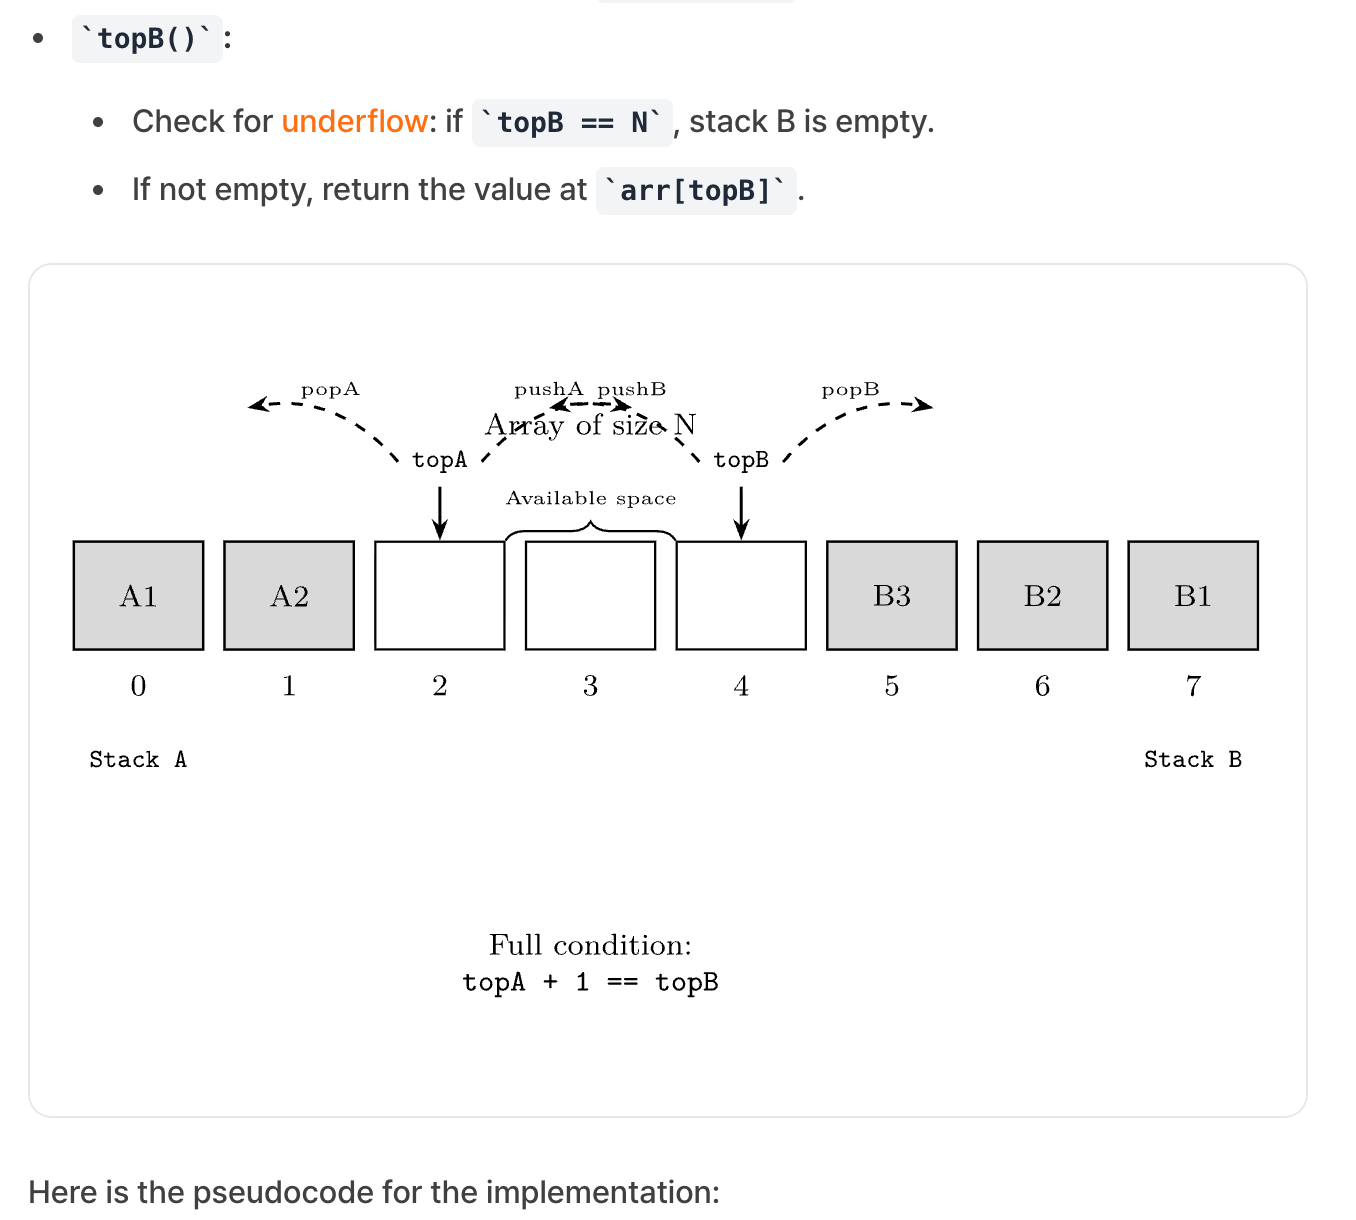 • `topB()`:
• Check for underflow: if `topB == N`, stack B is empty.
• If not empty, return the value at `arr[topB]`.
popA pushA pushB popB
Array of size N
topA topB
Available space
A1 A2 B3 B2 B1
0 1 2 3 4 5 6 7
Stack A Stack B
Full condition:
topA + 1 == topB
Here is the pseudocode for the implementation: